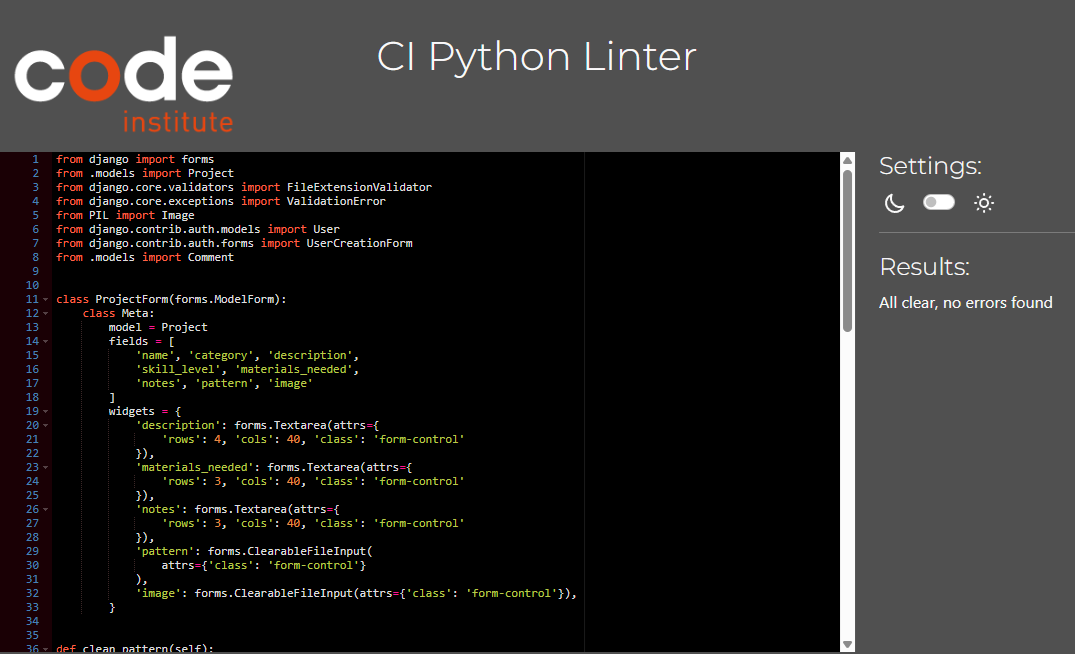 code
institute
CI Python Linter
1 from django import forms
2 from .models import Project
3 from django.core.validators import FileExtensionValidator
4 from django.core.exceptions import ValidationError
5 from PIL import Image
6 from django.contrib.auth.models import User
7 from django.contrib.auth.forms import UserCreationForm
8 from .models import Comment
9
10
11 class ProjectForm(forms.ModelForm):
12     class Meta:
13         model = Project
14         fields = [
15             'name', 'category', 'description',
16             'skill_level', 'materials_needed',
17             'notes', 'pattern', 'image'
18         ]
19         widgets = {
20             'description': forms.Textarea(attrs={
21                 'rows': 4, 'cols': 40, 'class': 'form-control'
22             }),
23             'materials_needed': forms.Textarea(attrs={
24                 'rows': 3, 'cols': 40, 'class': 'form-control'
25             }),
26             'notes': forms.Textarea(attrs={
27                 'rows': 3, 'cols': 40, 'class': 'form-control'
28             }),
29             'pattern': forms.ClearableFileInput(
30                 attrs={'class': 'form-control'}
31             ),
32             'image': forms.ClearableFileInput(attrs={'class': 'form-control'}),
33         }
34
35
36 def clean_pattern(self):
Settings:
Results:
All clear, no errors found